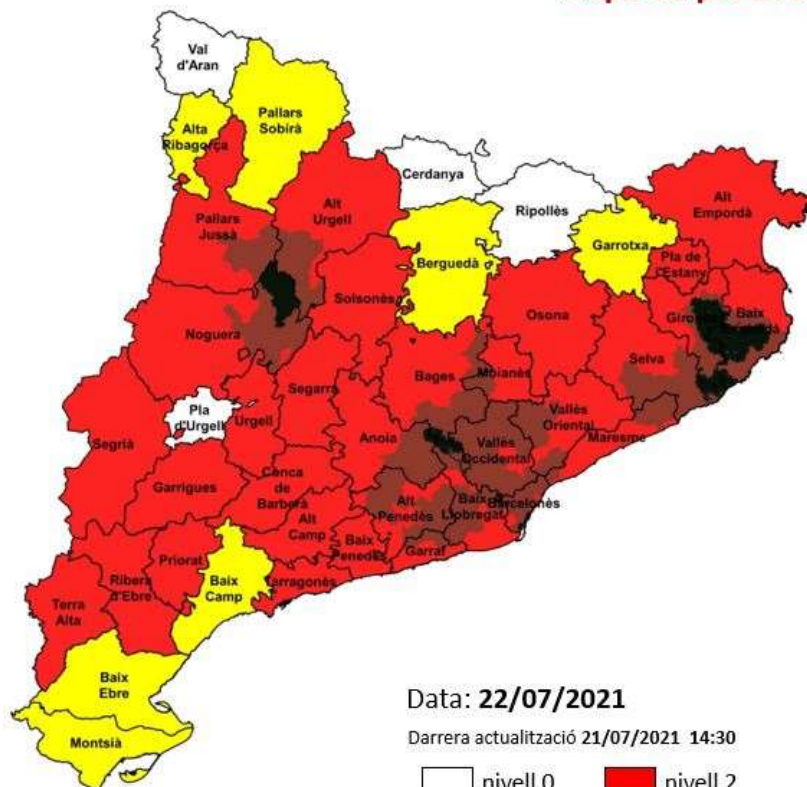 Val
d'Aran
Pallars
Sobirà
Alta
Ribagorça
Cerdanya
Ripollès
Alt
Empordà
Alt
Urgell
Pallars
Jussà
Berguedà
Garrotxa
Pla de
l'Estany
Solsonès
Osona
Baix
Noguera
Bages
Moianès
Selva
Segarra
Pla
d'Urgell
Urgell
Anoia
Vallès
Oriental
Segrià
Vallès
Occidental
Maresme
Garrigues
Conca
de
Barberà
Alt
Camp
Alt
Penedès
Baix
Llobregat
Barcelonès
Baix
Penedès
Garraf
Priorat
Baix
Camp
Tarragonès
Ribera
d'Ebre
Terra
Alta
Baix
Ebre
Montsià
Data: 22/07/2021
Darrera actualització 21/07/2021 14:30
nivell 0 nivell 2